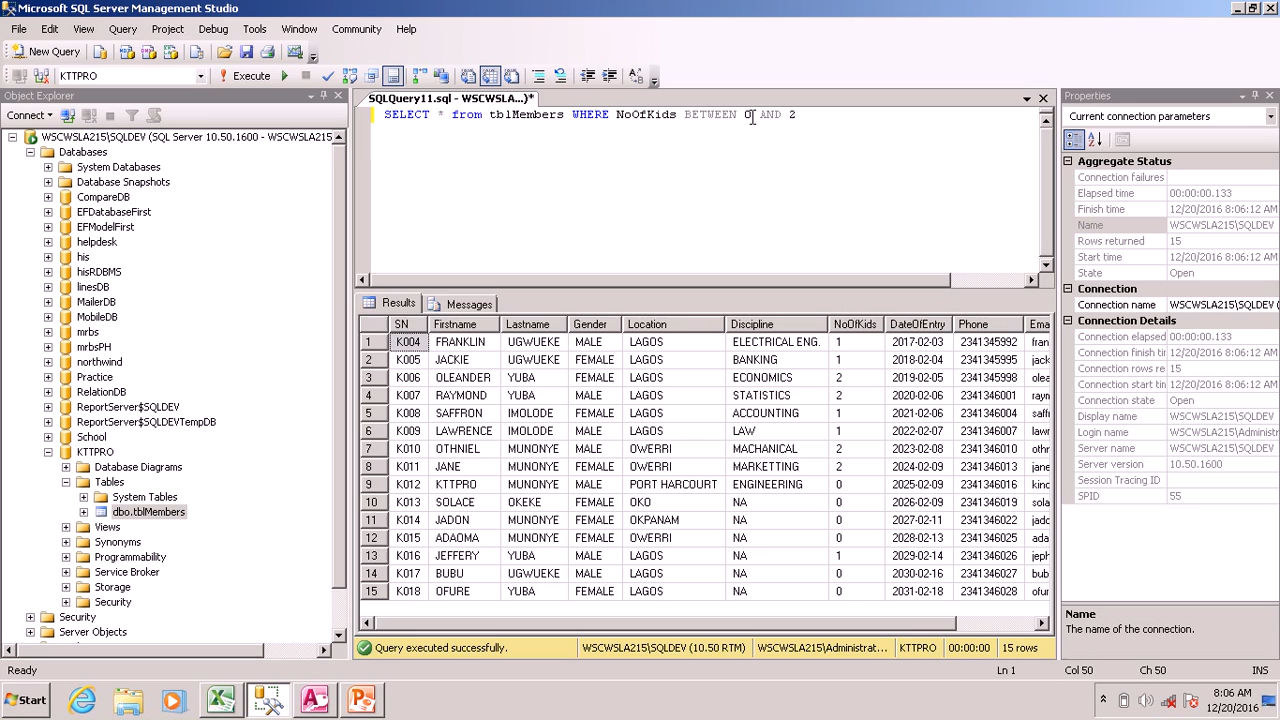 Microsoft SQL Server Management Studio
File Edit View Query Project Debug Tools Window Community Help
New Query
KTTPRO Execute
Object Explorer
Connect
WSCWSLA215\SQLDEV (SQL Server 10.50.1600
Databases
System Databases
Database Snapshots
CompareDB
EFDatabaseFirst
EFModelFirst
helpdesk
his
hisRDBMS
linesDB
MailerDB
MobileDB
mrbs
mrbsPH
northwind
Practice
RelationDB
ReportServer$SQLDEV
ReportServer$SQLDEVTempDB
School
KTTPRO
Database Diagrams
Tables
System Tables
dbo.tblMembers
Views
Synonyms
Programmability
Service Broker
Storage
Security
Security
Server Objects
SQLQuery11.sql - WSCWSLA...)*
SELECT * from tblMembers WHERE NoOfKids BETWEEN 0 AND 2
Results Messages
SN Firstname Lastname Gender Location Discipline NoOfKids DateOfEntry Phone Emai
1 K004 FRANKLIN UGWUEKE MALE LAGOS ELECTRICAL ENG. 1 2017-02-03 2341345992 fran
2 K005 JACKIE UGWUEKE FEMALE LAGOS BANKING 1 2018-02-04 2341345995 jack
3 K006 OLEANDER YUBA FEMALE LAGOS ECONOMICS 2 2019-02-05 2341345998 olea
4 K007 RAYMOND YUBA MALE LAGOS STATISTICS 2 2020-02-06 2341346001 rayn
5 K008 SAFFRON IMOLODE FEMALE LAGOS ACCOUNTING 1 2021-02-06 2341346004 saffr
6 K009 LAWRENCE IMOLODE MALE LAGOS LAW 1 2022-02-07 2341346007 lawr
7 K010 OTHNIEL MUNONYE MALE OWERRI MACHANICAL 2 2023-02-08 2341346010 othr
8 K011 JANE MUNONYE FEMALE OWERRI MARKETTING 2 2024-02-03 2341346013 jane
9 K012 KTTPRO MUNONYE MALE PORT HARCOURT ENGINEERING 0 2025-02-10 2341346016 kinc
10 K013 SOLACE OKEKE FEMALE OKO NA 0 2026-02-09 2341346019 sola
11 K014 JADON MUNONYE MALE OKPANAM NA 0 2027-02-11 2341346022 jadc
12 K015 ADAOMA MUNONYE FEMALE OWERRI NA 0 2028-02-13 2341346025 ada
13 K016 JEFFERY YUBA MALE LAGOS NA 1 2029-02-14 2341346026 jeph
14 K017 BUBU UGWUEKE MALE LAGOS NA 0 2030-02-16 2341346027 bub
15 K018 OFURE YUBA FEMALE LAGOS NA 0 2031-02-18 2341346028 ofur
Query executed successfully. WSCWSLA215\SQLDEV (10.50 RTM) WSCWSLA215\Administrat... KTTPRO 00:00:00 15 rows
Properties
Current connection parameters
Aggregate Status
Connection failures
Elapsed time 00:00:00.133
Finish time 12/20/2016 8:06:12 AM
Name WSCWSLA215\SQLDEV
Rows returned 15
Start time 12/20/2016 8:06:12 AM
State Open
Connection
Connection name WSCWSLA215\SQLDEV (
Connection Details
Connection elapsed 00:00:00.133
Connection finish tir 12/20/2016 8:06:12 AM
Connection rows re 15
Connection start tim 12/20/2016 8:06:12 AM
Connection state Open
Display name WSCWSLA215\SQLDEV
Login name WSCWSLA215\Administr
Server name WSCWSLA215\SQLDEV
Server version 10.50.1600
Session Tracing ID
SPID 55
Name
The name of the connection.
Ready Ln 1 Col 50 Ch 50 INS
Start
8:06 AM
12/20/2016